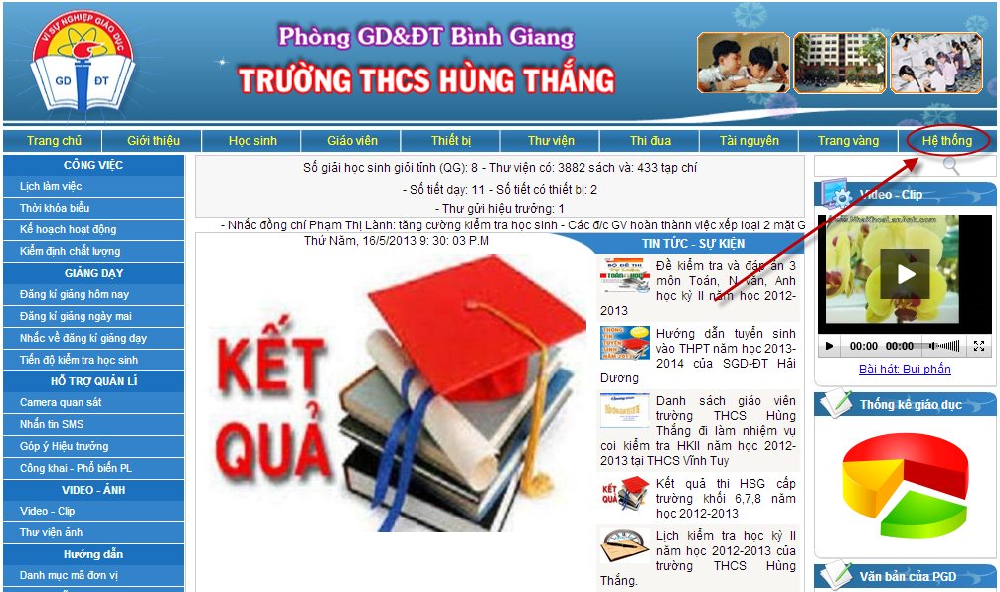 VÌ SỰ NGHIỆP GIÁO DỤC
GD ĐT
Phòng GD&ĐT Bình Giang
TRƯỜNG THCS HÙNG THẮNG
Trang chủ Giới thiệu Học sinh Giáo viên Thiết bị Thư viện Thi đua Tài nguyên Trang vàng Hệ thống
CÔNG VIỆC
Lịch làm việc
Thời khóa biểu
Kế hoạch hoạt động
Kiểm định chất lượng
GIẢNG DẠY
Đăng kí giảng hôm nay
Đăng kí giảng ngày mai
Nhắc về đăng kí giảng dạy
Tiến độ kiểm tra học sinh
HỖ TRỢ QUẢN LÍ
Camera quan sát
Nhắn tin SMS
Góp ý Hiệu trưởng
Công khai - Phổ biến PL
VIDEO - ẢNH
Video - Clip
Thư viện ảnh
Hướng dẫn
Danh mục mã đơn vị
Số giải học sinh giỏi tỉnh (QG): 8 - Thư viện có: 3882 sách và: 433 tạp chí
- Số tiết dạy: 11 - Số tiết có thiết bị: 2
- Thư gửi hiệu trưởng: 1
- Nhắc đồng chí Phạm Thị Lành: tăng cường kiểm tra học sinh - Các đ/c GV hoàn thành việc xếp loại 2 mặt G
Thứ Năm, 16/5/2013 9: 30: 03 P.M
KẾT
QUẢ
TIN TỨC - SỰ KIỆN
BỘ ĐỀ THI
Đề kiểm tra và đáp án 3
môn Toán, N văn, Anh
học kỳ II năm học 2012-
2013
THÔNG TIN
TUYỂN SINH
NĂM 2013
Hướng dẫn tuyển sinh
vào THPT năm học 2013-
2014 của SGD-ĐT Hải
Dương
Danh sách giáo viên
trường THCS Hùng
Thắng đi làm nhiệm vụ
coi kiểm tra HKII năm học 2012-
2013 tại THCS Vĩnh Tuy
KẾT
QUẢ
Kết quả thi HSG cấp
trường khối 6,7,8 năm
học 2012-2013
Lịch kiểm tra học kỳ II
năm học 2012-2013 của
trường THCS Hùng
Thắng.
Video - Clip
www.NhaKhoaLanAnh.com
00:00 00:00
Bài hát: Bụi phấn
Thống kê giáo dục
Văn bản của PGD